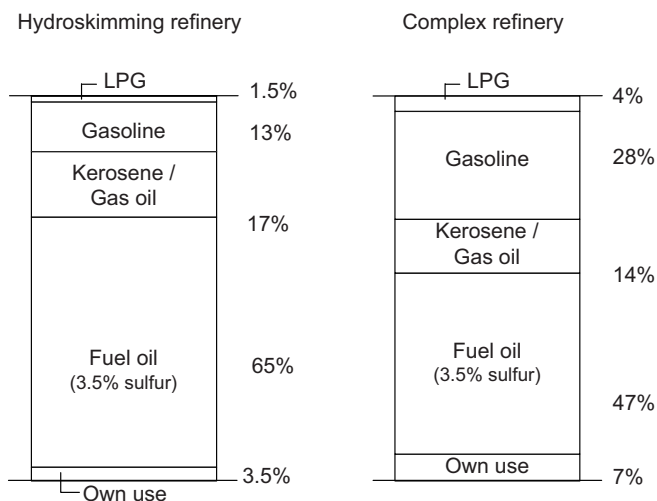 Hydroskimming refinery
LPG
1.5%
Gasoline
13%
Kerosene /
Gas oil
17%
Fuel oil
(3.5% sulfur)
65%
3.5%
Own use
Complex refinery
LPG
4%
Gasoline
28%
Kerosene /
Gas oil
14%
Fuel oil
(3.5% sulfur)
47%
Own use
7%